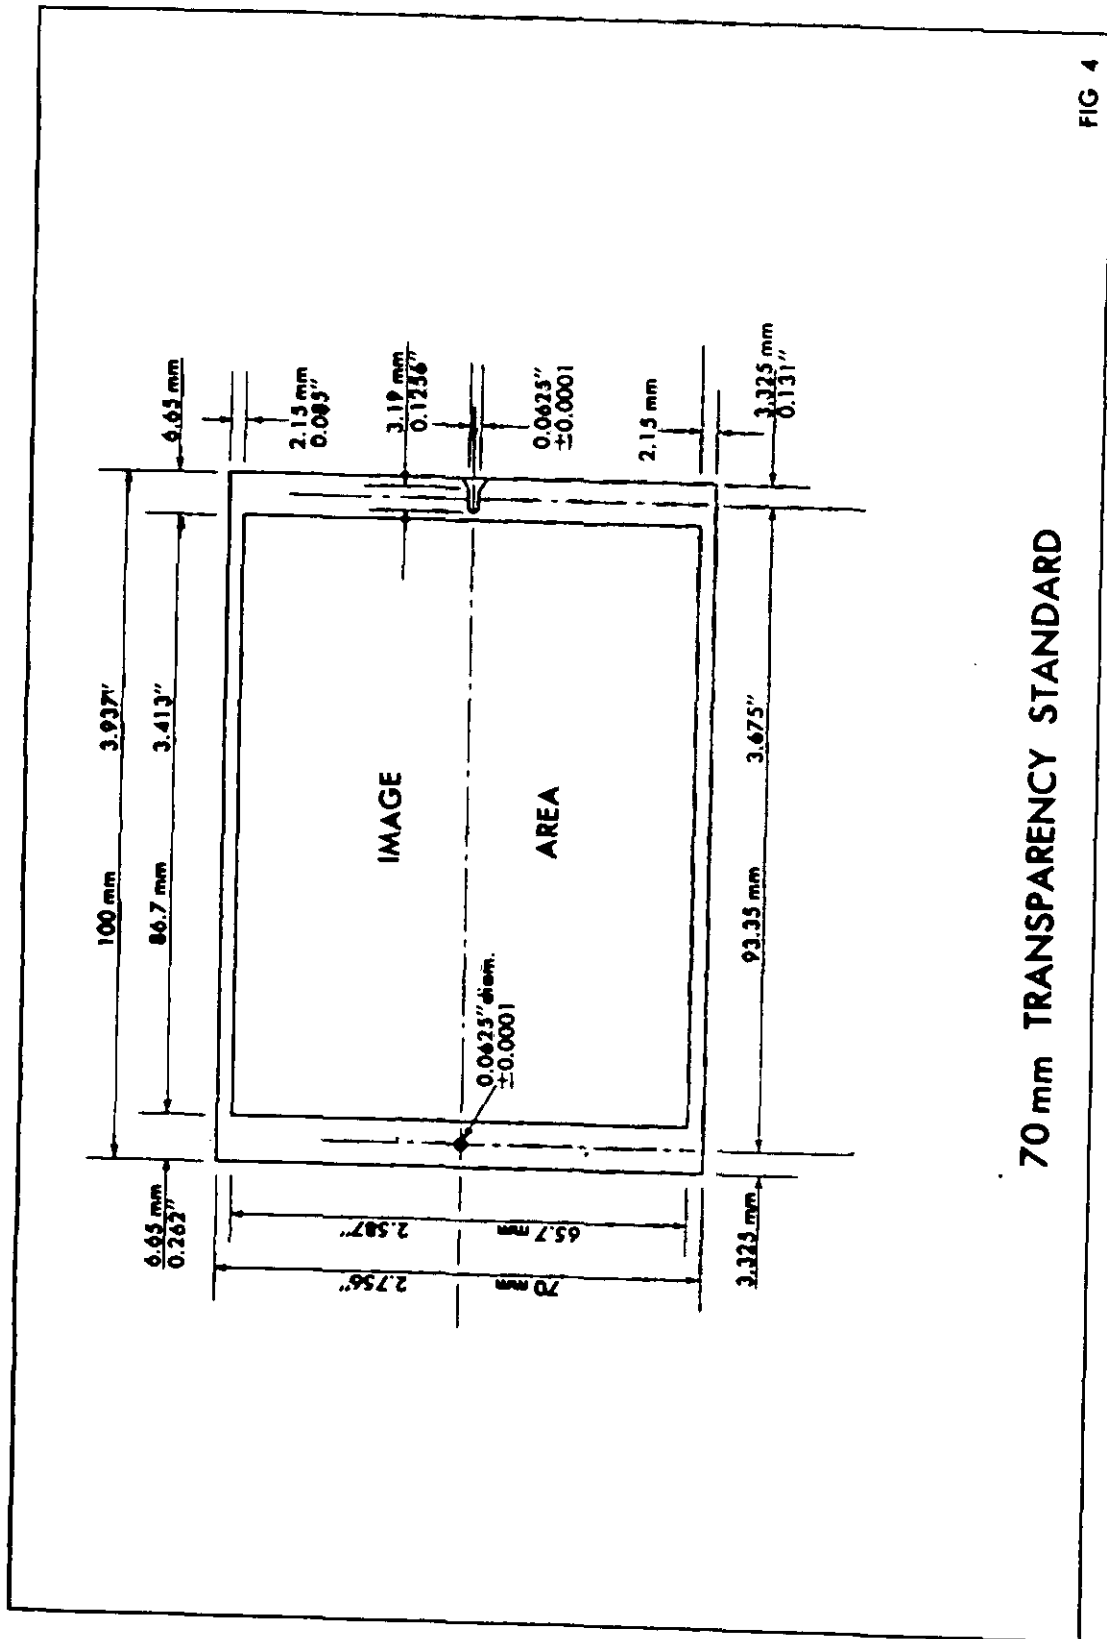 100 mm 3.937"
86.7 mm 3.413"
6.65 mm
0.262"
6.65 mm
2.15 mm
0.085"
3.19 mm
0.1256"
0.0625"
±0.0001
2.15 mm
3.325 mm
0.131"
IMAGE
AREA
0.0625" diam.
±0.0001
65.7 mm 2.587"
70 mm 2.756"
3.325 mm
93.35 mm 3.675"
70 mm TRANSPARENCY STANDARD
FIG 4